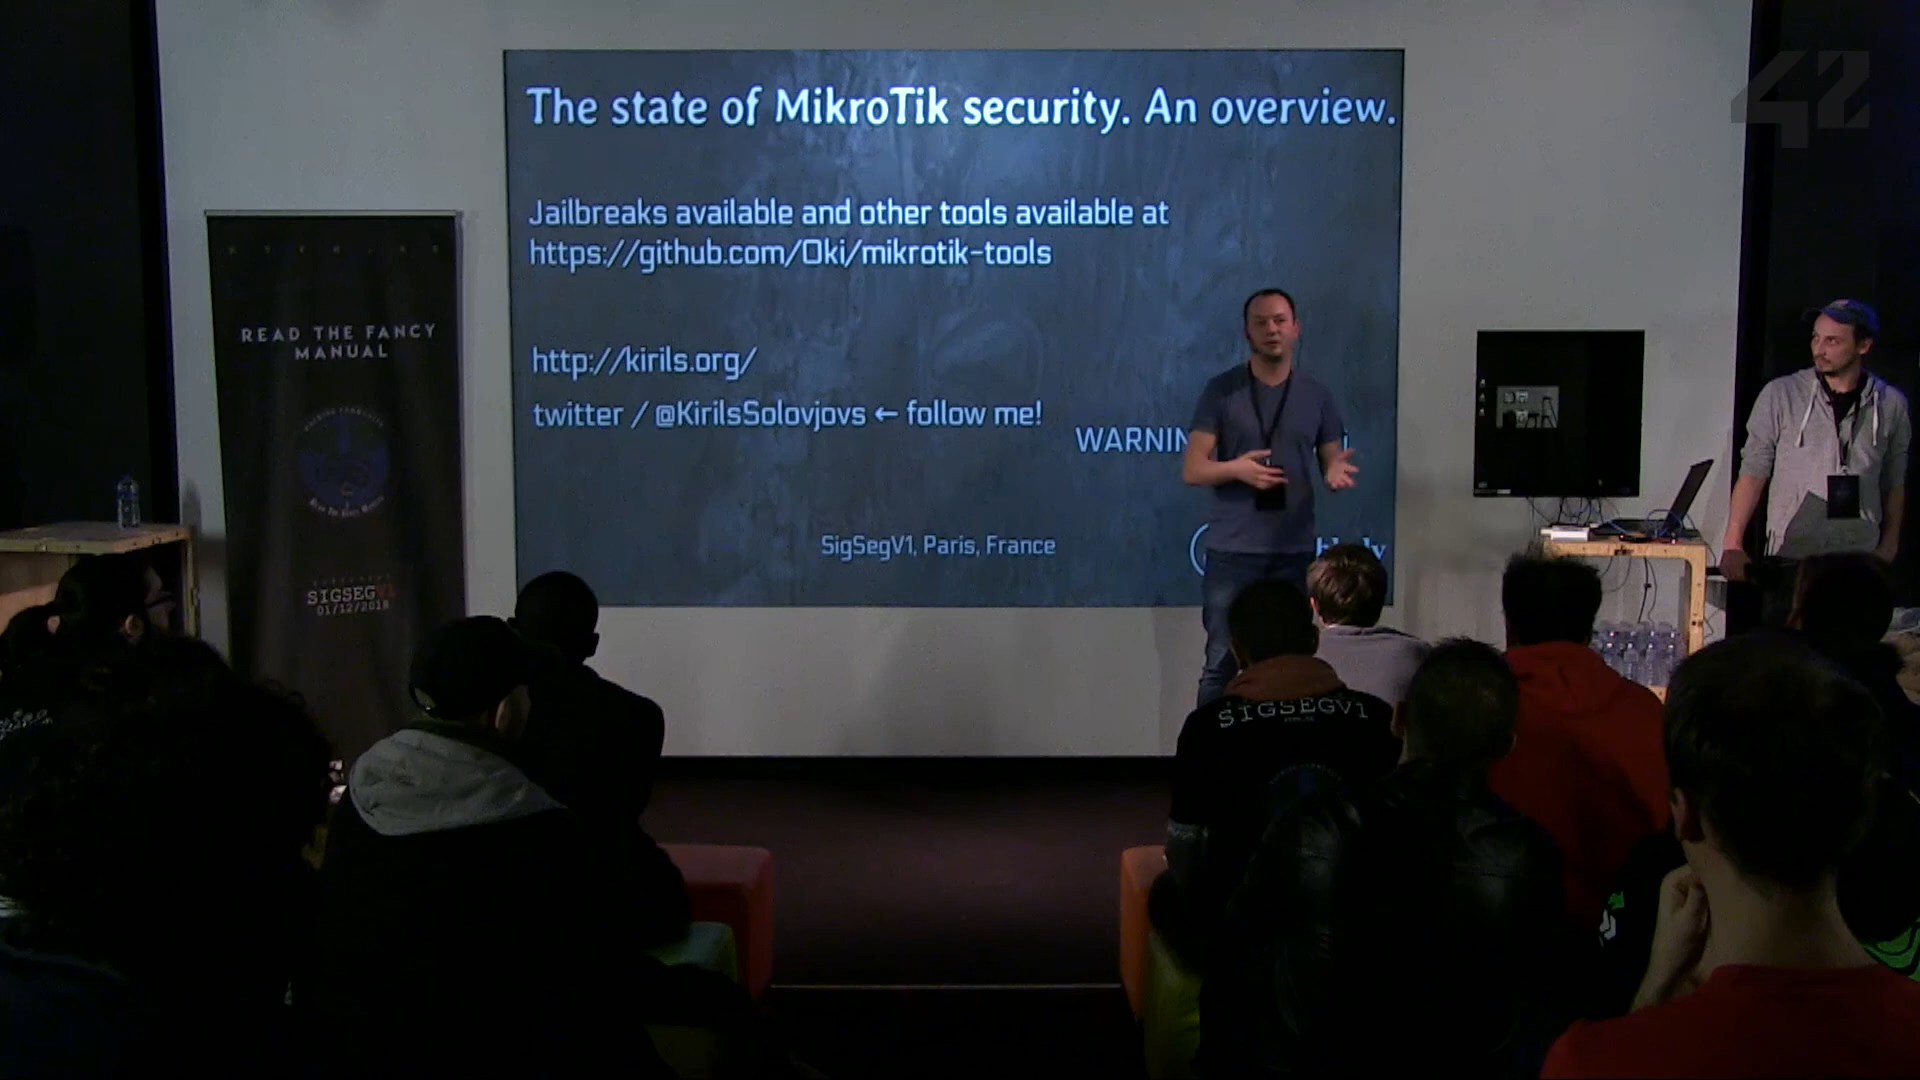 The state of MikroTik security. An overview.
Jailbreaks available and other tools available at
https://github.com/0ki/mikrotik-tools
http://kirils.org/
twitter / @KirilsSolovjovs ← follow me!
SigSegV1, Paris, France
READ THE FANCY
MANUAL
SIGSEGV1
01/12/2018
SIGSEGV1
42